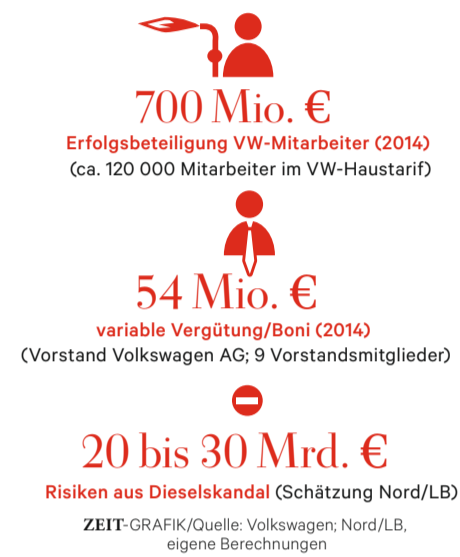 700 Mio. €
Erfolgsbeteiligung VW-Mitarbeiter (2014)
(ca. 120 000 Mitarbeiter im VW-Haustarif)
54 Mio. €
variable Vergütung/Boni (2014)
(Vorstand Volkswagen AG; 9 Vorstandsmitglieder)
20 bis 30 Mrd. €
Risiken aus Dieselskandal (Schätzung Nord/LB)
ZEIT-GRAFIK/Quelle: Volkswagen; Nord/LB,
eigene Berechnungen